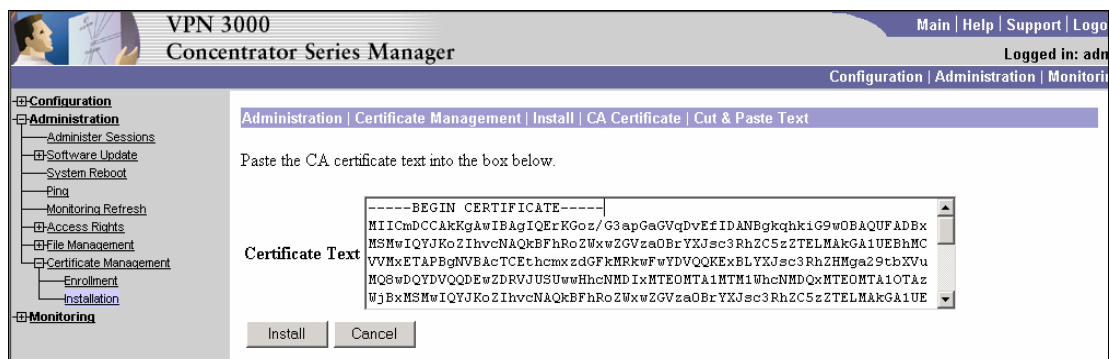 VPN 3000
Concentrator Series Manager
Main | Help | Support | Logo
Logged in: adm
Configuration | Administration | Monitorin
Configuration
Administration
Administer Sessions
Software Update
System Reboot
Ping
Monitoring Refresh
Access Rights
File Management
Certificate Management
Enrollment
Installation
Monitoring
Administration | Certificate Management | Install | CA Certificate | Cut & Paste Text
Paste the CA certificate text into the box below.
Certificate Text
-----BEGIN CERTIFICATE-----
MIICmDCCAkKgAwIBAgIQErKGoz/G3apGaGVqDvEfIDANBgkqhkiG9w0BAQUFADBx
MSMwIQYJKoZIhvcNAQkBFhRoZWxwZGVza0BrYXJsc3RhZC5zZTELMAkGA1UEBhMC
VVMxETAPBgNVBAcTCEthcmxzdGFkMRkwFwYDVQQKExBLYXJsc3RhZHMga29tbXVu
MQ8wDQYDVQQDEwZDRVJUSUwwHhcNMDIxMTE0MTA1MTM1WhcNMDQxMTE0MTA1OTAz
WjBxMSMwIQYJKoZIhvcNAQkBFhRoZWxwZGVza0BrYXJsc3RhZC5zZTELMAkGA1UE
Install
Cancel